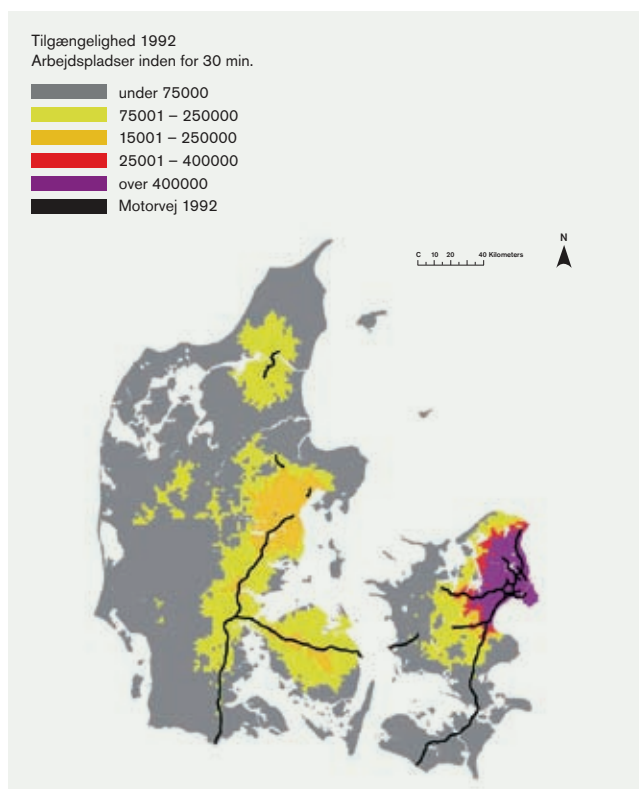 Tilgængelighed 1992
Arbejdspladser inden for 30 min.
under 75000
75001 – 250000
15001 – 250000
25001 – 400000
over 400000
Motorvej 1992
N
C 10 20 40 Kilometers